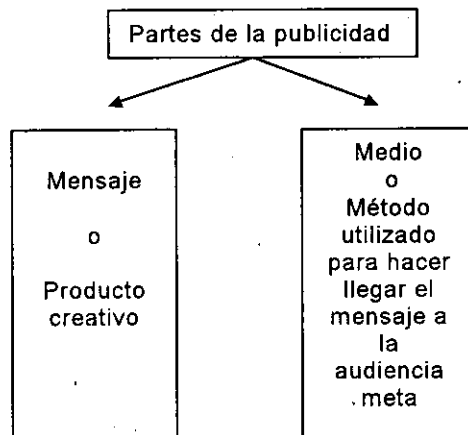 Partes de la publicidad
Mensaje
o
Producto
creativo
Medio
o
Método
utilizado
para hacer
llegar el
mensaje a
la
audiencia
meta